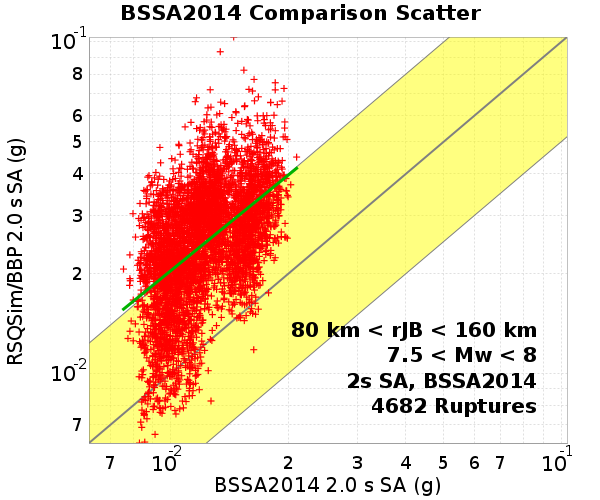 BSSA2014 Comparison Scatter
10-1
8
6
5
4
3
2
10-2
7
RSQSim/BBP 2.0 s SA (g)
80 km < rJB < 160 km
7.5 < Mw < 8
2s SA, BSSA2014
4682 Ruptures
7 10-2 2 3 4 5 6 7 10-1
BSSA2014 2.0 s SA (g)